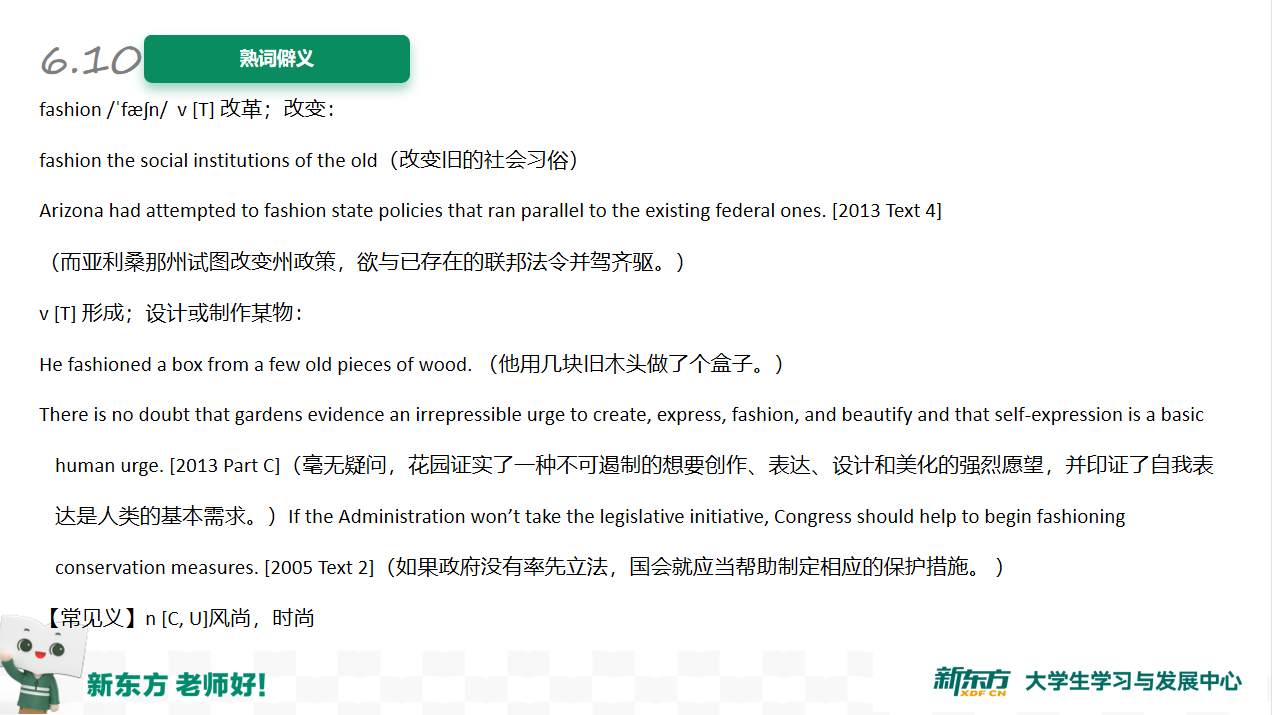 6.10 熟词僻义
fashion /ˈfæʃn/ v [T] 改革；改变：
fashion the social institutions of the old（改变旧的社会习俗）
Arizona had attempted to fashion state policies that ran parallel to the existing federal ones. [2013 Text 4]
（而亚利桑那州试图改变州政策，欲与已存在的联邦法令并驾齐驱。）
v [T] 形成；设计或制作某物：
He fashioned a box from a few old pieces of wood. （他用几块旧木头做了个盒子。）
There is no doubt that gardens evidence an irrepressible urge to create, express, fashion, and beautify and that self-expression is a basic
human urge. [2013 Part C]（毫无疑问，花园证实了一种不可遏制的想要创作、表达、设计和美化的强烈愿望，并印证了自我表
达是人类的基本需求。）If the Administration won’t take the legislative initiative, Congress should help to begin fashioning
conservation measures. [2005 Text 2]（如果政府没有率先立法，国会就应当帮助制定相应的保护措施。 ）
【常见义】n [C, U]风尚，时尚
新东方 老师好！
新东方 XDF.CN 大学生学习与发展中心